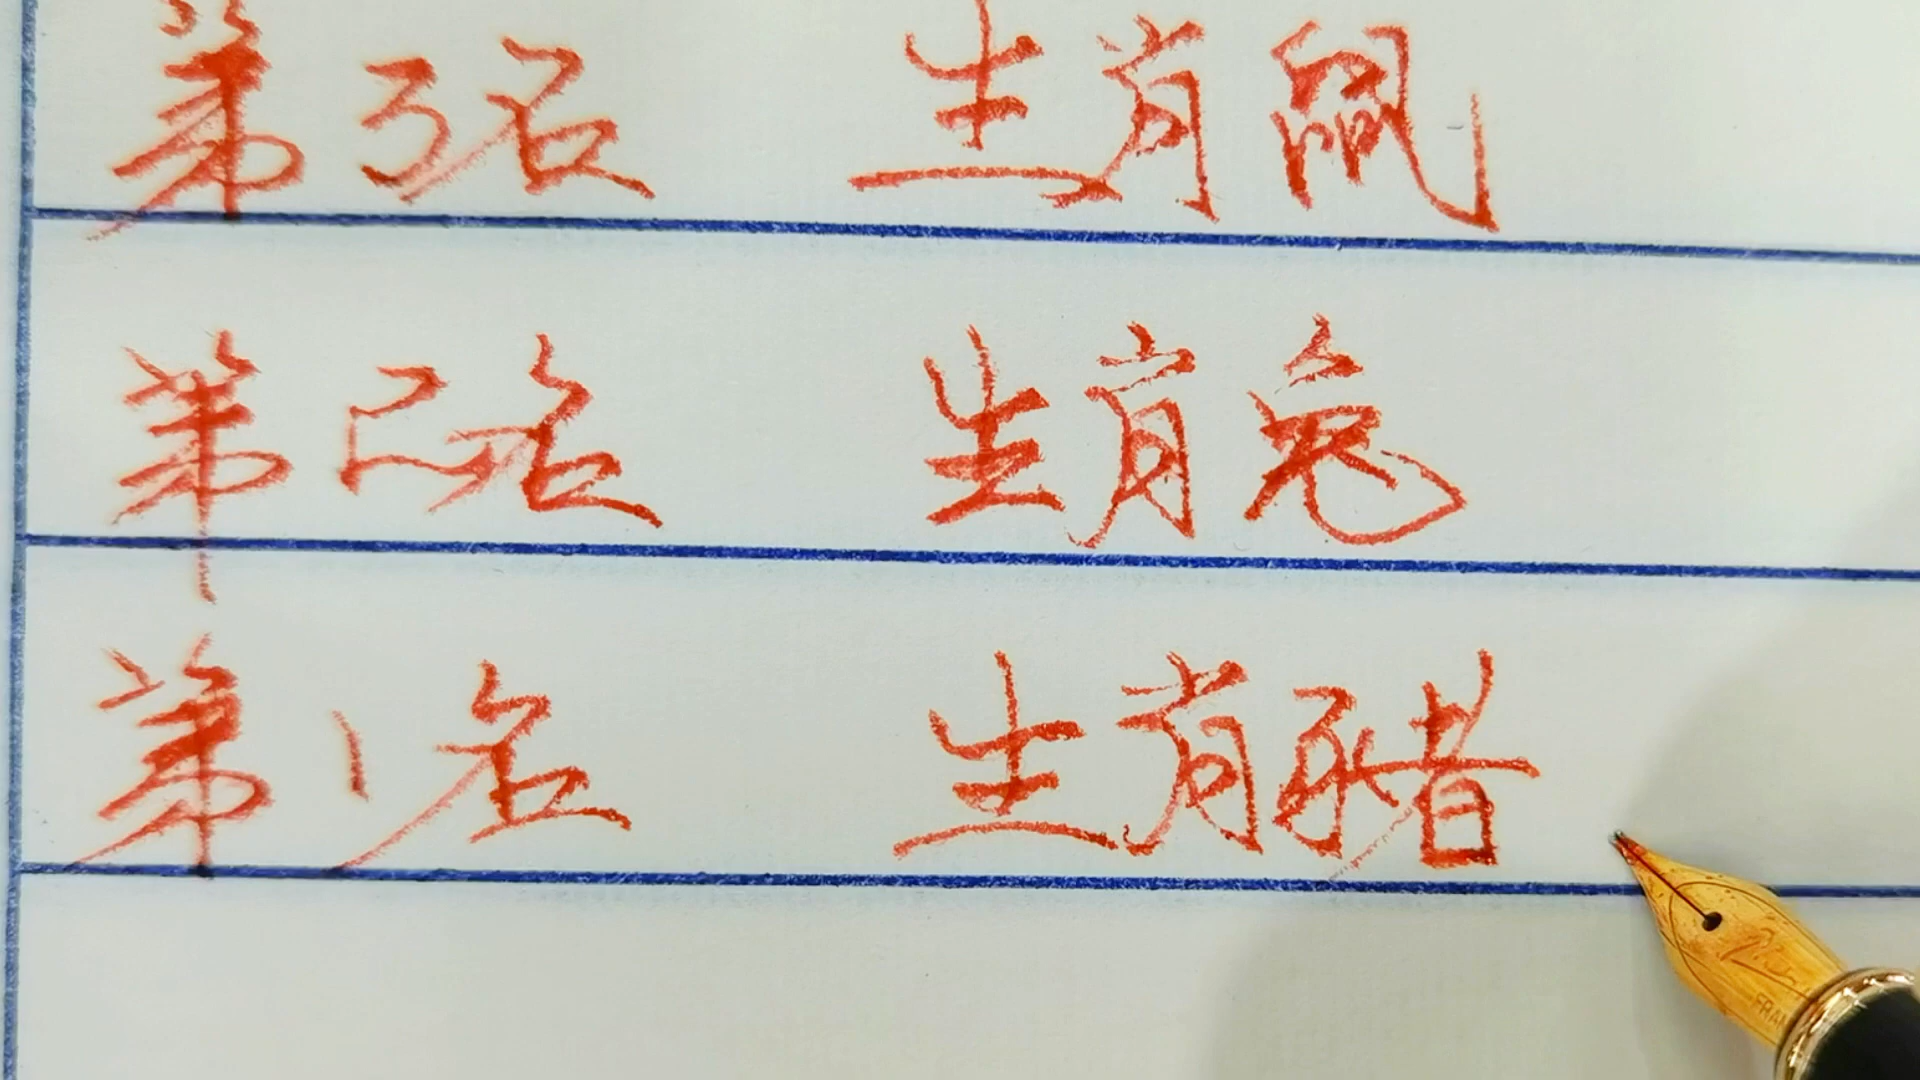 第3名 生肖鼠
第2名 生肖兔
第1名 生肖猪